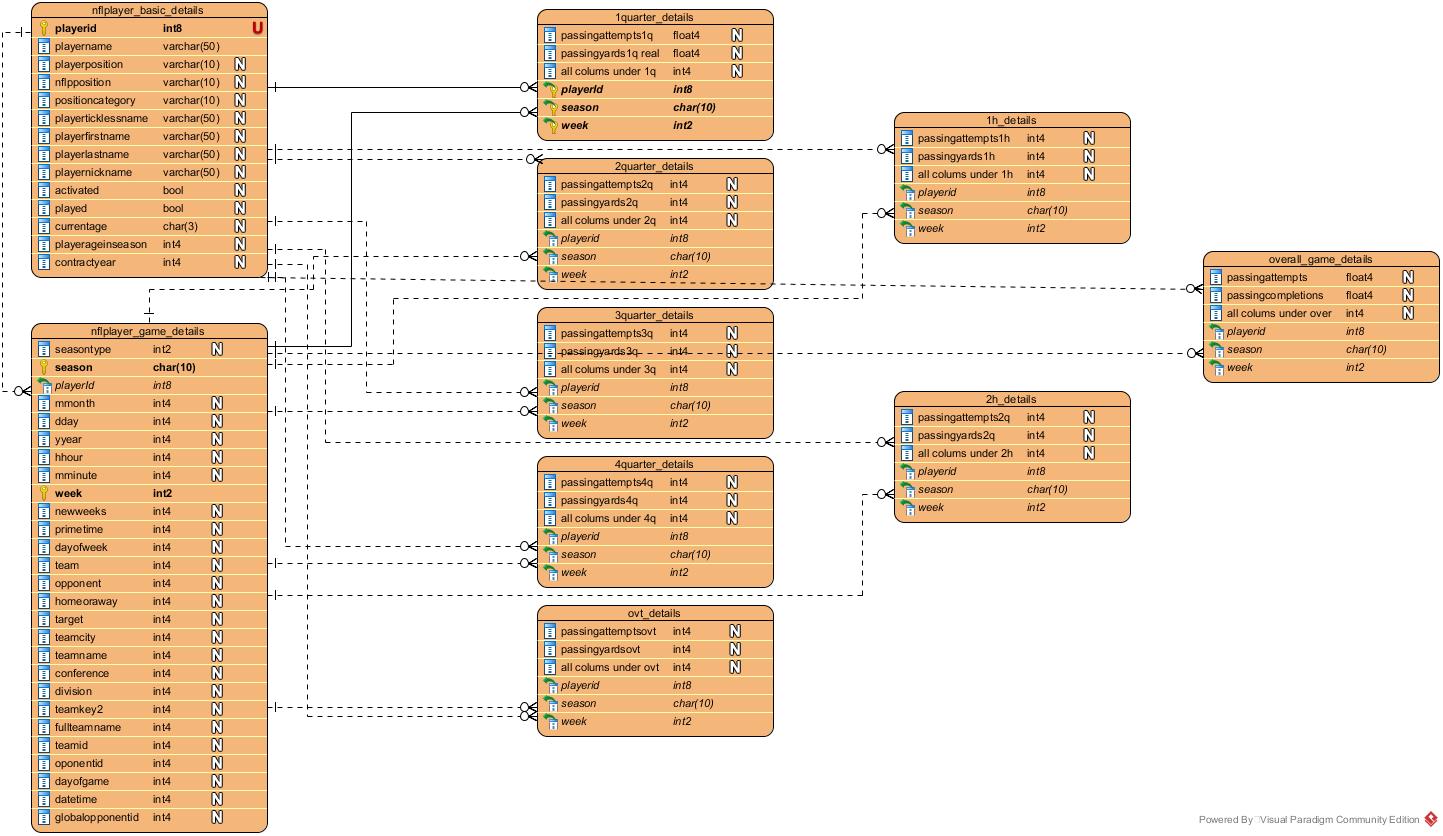 nflplayer_basic_details
playerid int8 U
playername varchar(50)
playerposition varchar(10) N
nflpposition varchar(10) N
positioncategory varchar(10) N
playerticklessname varchar(50) N
playerfirstname varchar(50) N
playerlastname varchar(50) N
playernickname varchar(50) N
activated bool N
played bool N
currentage char(3) N
playerageinseason int4 N
contractyear int4 N
nflplayer_game_details
seasontype int2 N
season char(10)
playerId int8
mmonth int4 N
dday int4 N
yyear int4 N
hhour int4 N
mminute int4 N
week int2
newweeks int4 N
primetime int4 N
dayofweek int4 N
team int4 N
opponent int4 N
homeoraway int4 N
target int4 N
teamcity int4 N
teamname int4 N
conference int4 N
division int4 N
teamkey2 int4 N
fullteamname int4 N
teamid int4 N
oponentid int4 N
dayofgame int4 N
datetime int4 N
globalopponentid int4 N
1quarter_details
passingattempts1q float4 N
passingyards1q real float4 N
all colums under 1q int4 N
playerId int8
season char(10)
week int2
2quarter_details
passingattempts2q int4 N
passingyards2q int4 N
all colums under 2q int4 N
playerid int8
season char(10)
week int2
3quarter_details
passingattempts3q int4 N
passingyards3q int4 N
all colums under 3q int4 N
playerid int8
season char(10)
week int2
4quarter_details
passingattempts4q int4 N
passingyards4q int4 N
all colums under 4q int4 N
playerid int8
season char(10)
week int2
ovt_details
passingattemptsovt int4 N
passingyardsovt int4 N
all colums under ovt int4 N
playerid int8
season char(10)
week int2
1h_details
passingattempts1h int4 N
passingyards1h int4 N
all colums under 1h int4 N
playerid int8
season char(10)
week int2
2h_details
passingattempts2q int4 N
passingyards2q int4 N
all colums under 2h int4 N
playerid int8
season char(10)
week int2
overall_game_details
passingattempts float4 N
passingcompletions float4 N
all colums under over int4 N
playerid int8
season char(10)
week int2
Powered By Visual Paradigm Community Edition